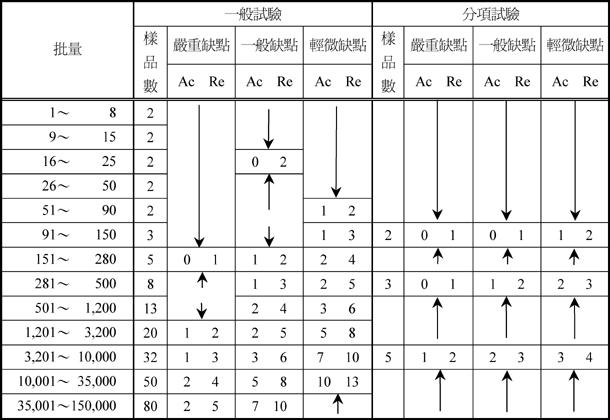 一般試驗 分項試驗
批量 樣品數 嚴重缺點 一般缺點 輕微缺點 樣品數 嚴重缺點 一般缺點 輕微缺點
Ac Re Ac Re Ac Re Ac Re Ac Re Ac Re
1～ 8 2
9～ 15 2
16～ 25 2 0 2
26～ 50 2
51～ 90 2 1 2
91～ 150 3 1 3 2 0 1 0 1 1 2
151～ 280 5 0 1 1 2 2 4
281～ 500 8 1 3 2 5 3 0 1 1 2 2 3
501～ 1,200 13 2 4 3 6
1,201～ 3,200 20 1 2 2 5 5 8
3,201～ 10,000 32 1 3 3 6 7 10 5 1 2 2 3 3 4
10,001～ 35,000 50 2 4 5 8 10 13
35,001～150,000 80 2 5 7 10